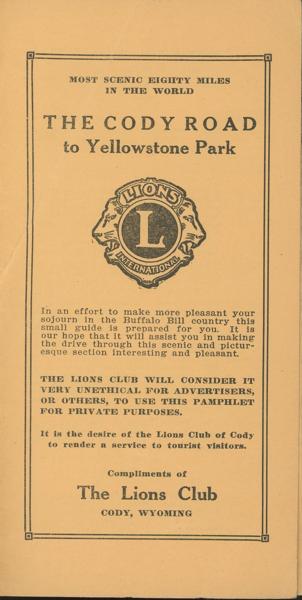 MOST SCENIC EIGHTY MILES
IN THE WORLD
THE CODY ROAD
to Yellowstone Park
LIONS
L
INTERNATIONAL
In an effort to make more pleasant your
sojourn in the Buffalo Bill country this
small guide is prepared for you. It is
our hope that it will assist you in making
the drive through this scenic and pictur-
esque section interesting and pleasant.
THE LIONS CLUB WILL CONSIDER IT
VERY UNETHICAL FOR ADVERTISERS,
OR OTHERS, TO USE THIS PAMPHLET
FOR PRIVATE PURPOSES.
It is the desire of the Lions Club of Cody
to render a service to tourist visitors.
Compliments of
The Lions Club
CODY, WYOMING